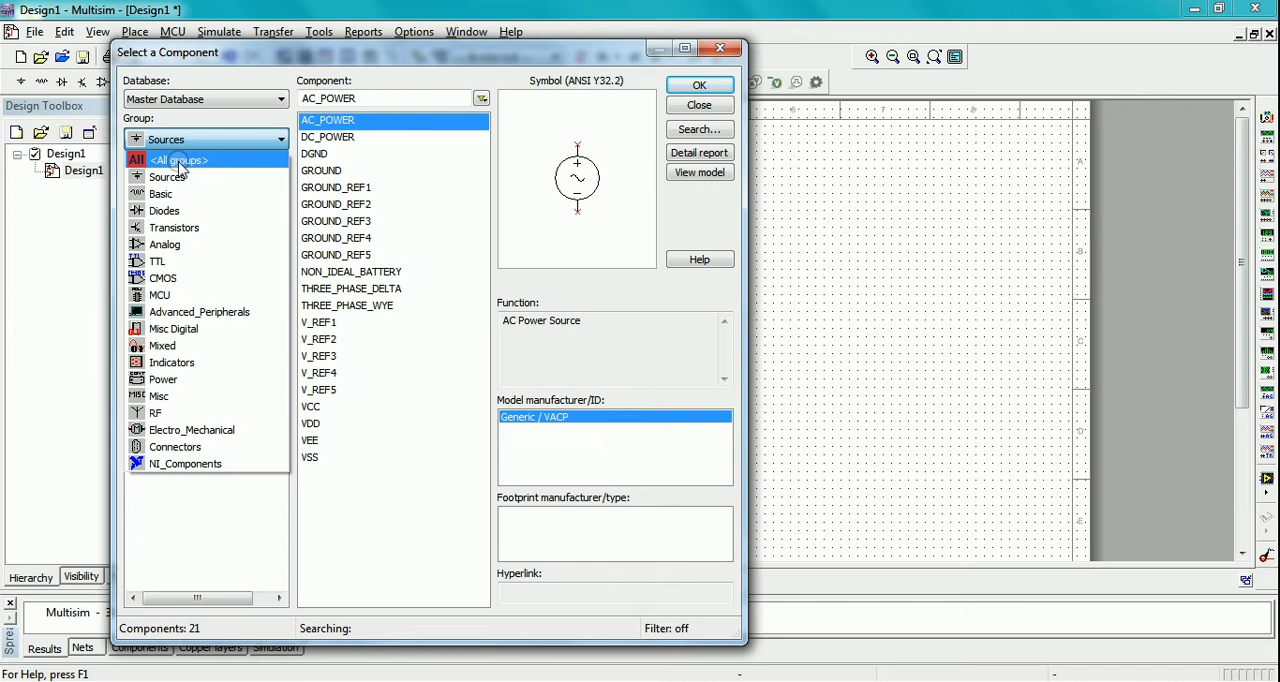 Design1 - Multisim - [Design1 *]
File Edit View Place MCU Simulate Transfer Tools Reports Options Window Help
Select a Component
Database:
Master Database
Group:
Sources
All <All groups>
Sources
Basic
Diodes
Transistors
Analog
TTL
CMOS
MCU
Advanced_Peripherals
Misc Digital
Mixed
Indicators
Power
MISC Misc
RF
Electro_Mechanical
Connectors
NI_Components
Component:
AC_POWER
AC_POWER
DC_POWER
DGND
GROUND
GROUND_REF1
GROUND_REF2
GROUND_REF3
GROUND_REF4
GROUND_REF5
NON_IDEAL_BATTERY
THREE_PHASE_DELTA
THREE_PHASE_WYE
V_REF1
V_REF2
V_REF3
V_REF4
V_REF5
VCC
VDD
VEE
VSS
Symbol (ANSI Y32.2)
OK
Close
Search...
Detail report
View model
Help
Function:
AC Power Source
Model manufacturer/ID:
Generic / VACP
Footprint manufacturer/type:
Hyperlink:
Components: 21
Searching:
Filter: off
Design Toolbox
Design1
Design1
Hierarchy Visibility
Multisim -
Results Nets Components Copper layers Simulation
For Help, press F1